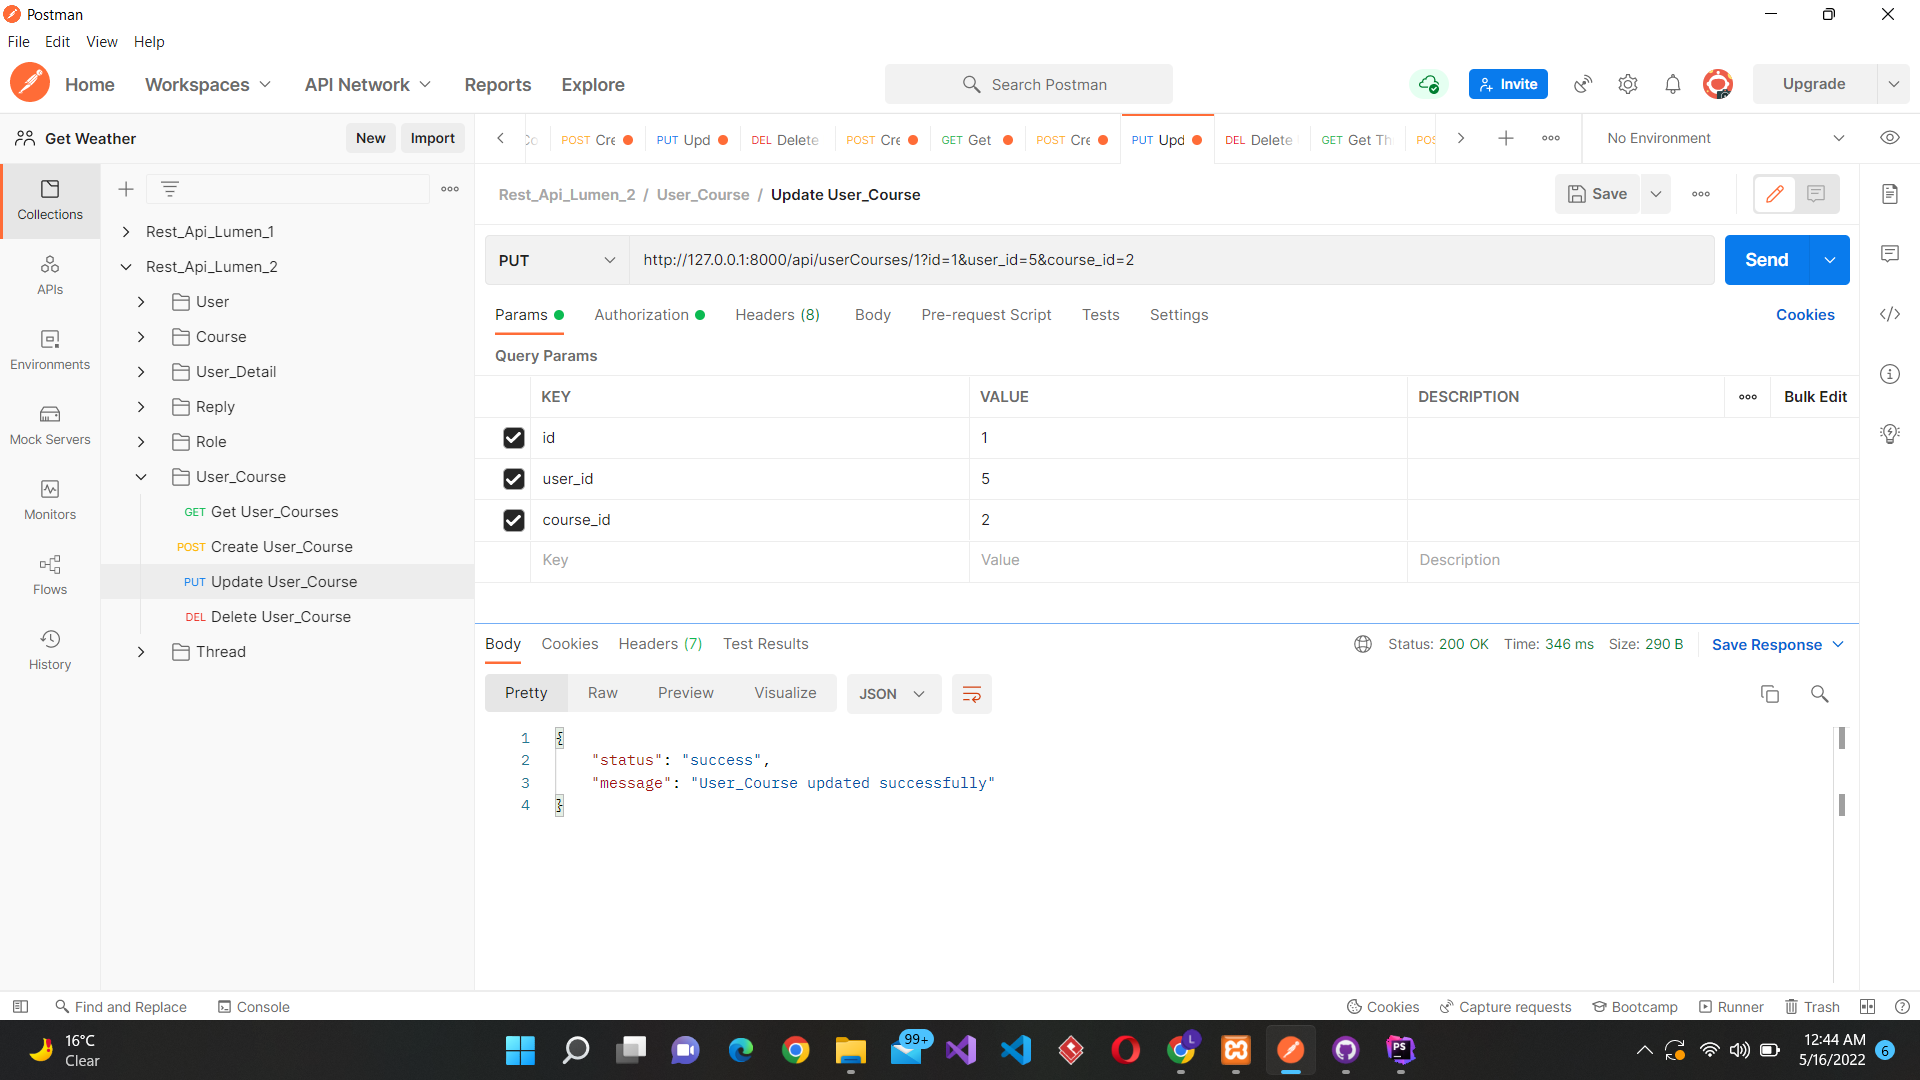 Postman
File Edit View Help
Home Workspaces API Network Reports Explore Search Postman Invite Upgrade
Get Weather New Import
POST Cre PUT Upd DEL Delete POST Cre GET Get POST Cre PUT Upd DEL Delete GET Get Th No Environment
Collections
APIs
Environments
Mock Servers
Monitors
Flows
History
Rest_Api_Lumen_1
Rest_Api_Lumen_2
User
Course
User_Detail
Reply
Role
User_Course
GET Get User_Courses
POST Create User_Course
PUT Update User_Course
DEL Delete User_Course
Thread
Rest_Api_Lumen_2 / User_Course / Update User_Course Save
PUT http://127.0.0.1:8000/api/userCourses/1?id=1&user_id=5&course_id=2 Send
Params Authorization Headers (8) Body Pre-request Script Tests Settings Cookies
Query Params
KEY VALUE DESCRIPTION Bulk Edit
id 1
user_id 5
course_id 2
Key Value Description
Body Cookies Headers (7) Test Results Status: 200 OK Time: 346 ms Size: 290 B Save Response
Pretty Raw Preview Visualize JSON
1 {
2 "status": "success",
3 "message": "User_Course updated successfully"
4 }
Find and Replace Console Cookies Capture requests Bootcamp Runner Trash
16°C
Clear
99+
L
PS
12:44 AM
5/16/2022
6